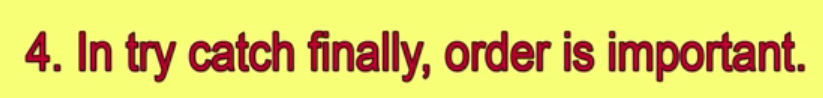 4. In try catch finally, order is important.